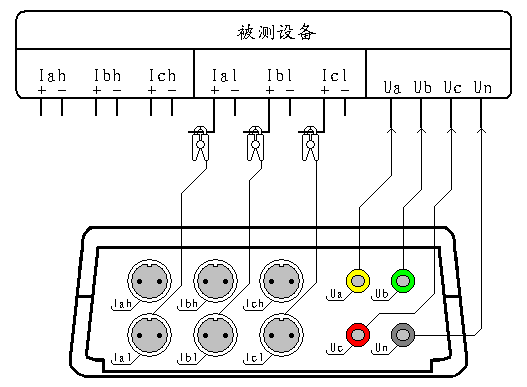 被测设备
Iah Ibh Ich Ial Ibl Icl
Ua Ub Uc Un
+ − + − + − + − + − + −
Iah Ibh Ich Ua Ub
Ial Ibl Icl Uc Un